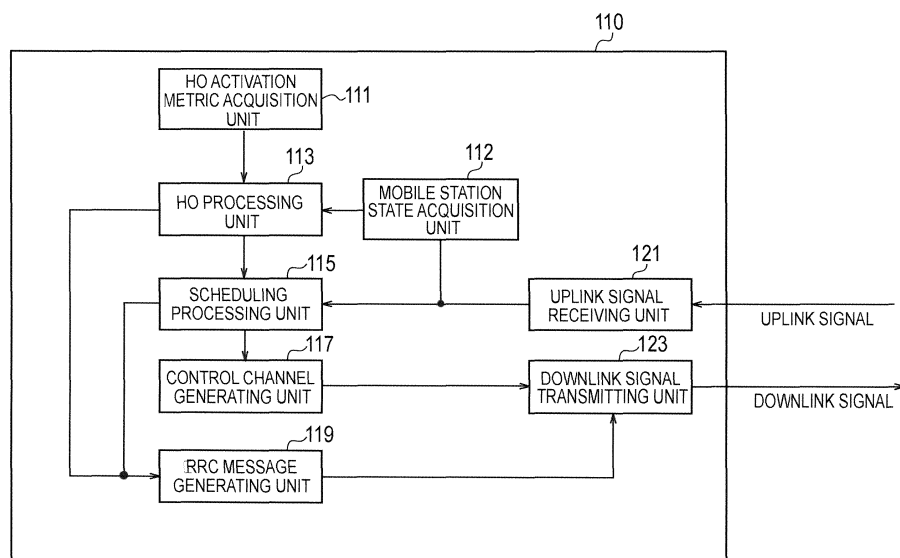 110
HO ACTIVATION
METRIC ACQUISITION
UNIT
111
113
HO PROCESSING
UNIT
112
MOBILE STATION
STATE ACQUISITION
UNIT
115
SCHEDULING
PROCESSING UNIT
121
UPLINK SIGNAL
RECEIVING UNIT
UPLINK SIGNAL
117
CONTROL CHANNEL
GENERATING UNIT
123
DOWNLINK SIGNAL
TRANSMITTING UNIT
DOWNLINK SIGNAL
119
RRC MESSAGE
GENERATING UNIT